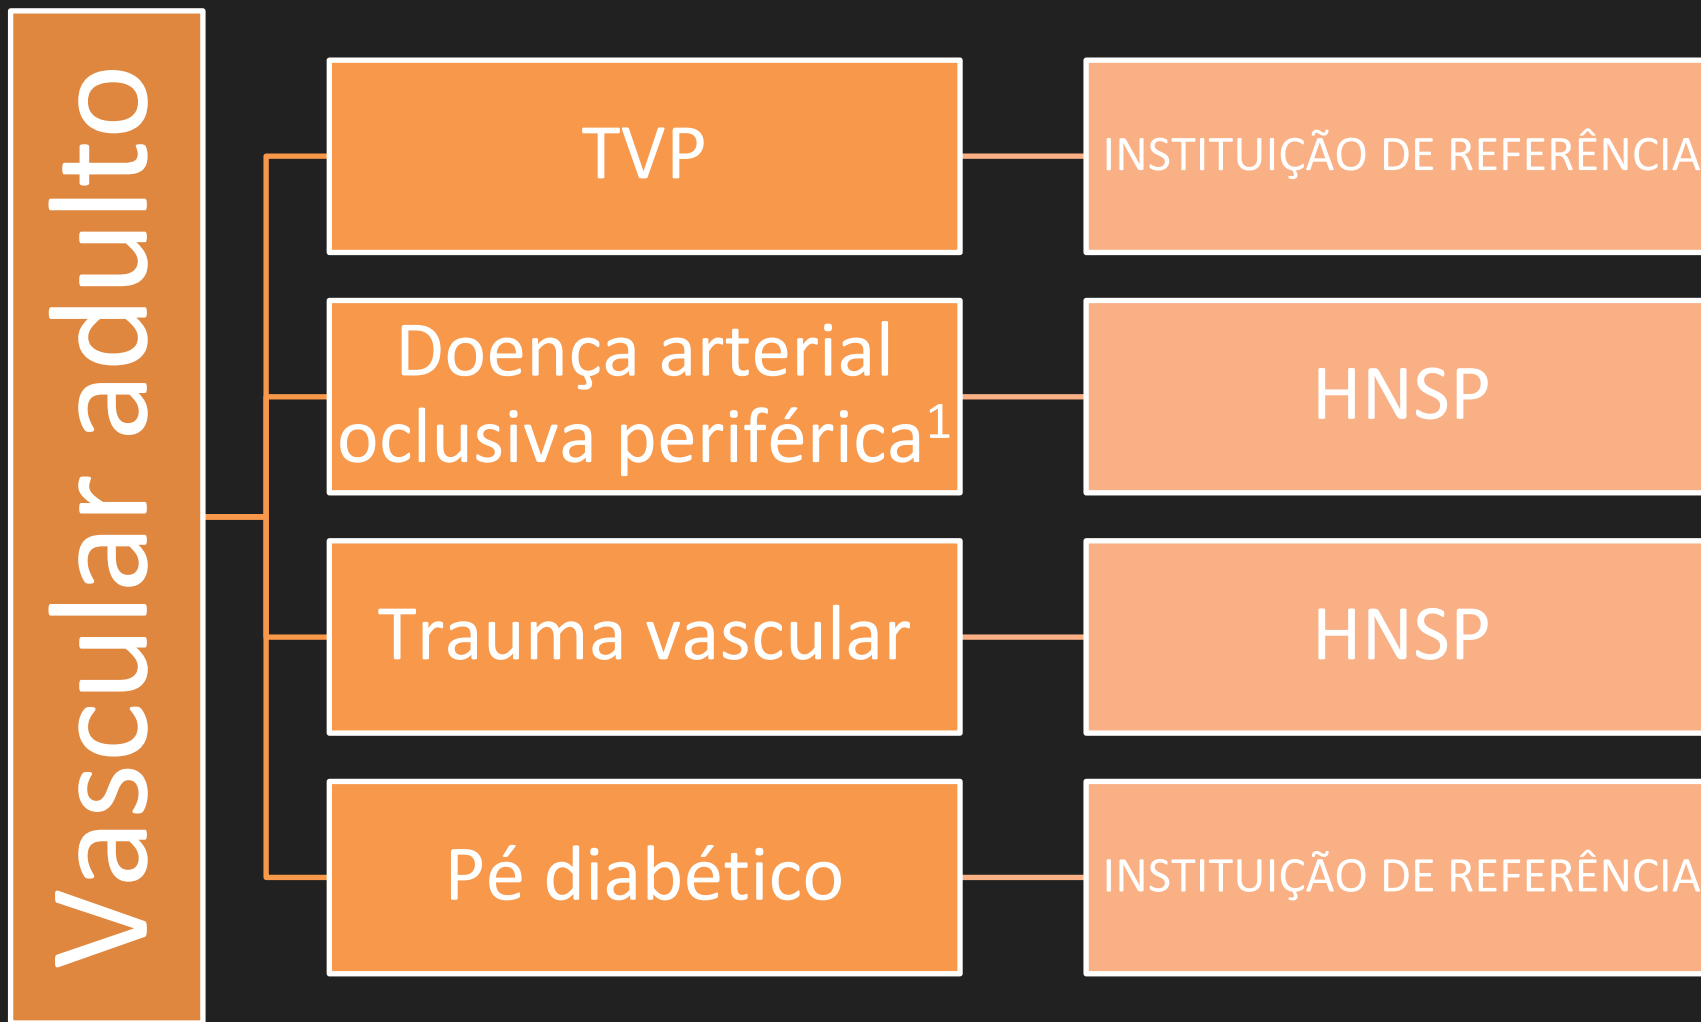 Vascular adulto
TVP
INSTITUIÇÃO DE REFERÊNCIA
Doença arterial
oclusiva periférica¹
HNSP
Trauma vascular
HNSP
Pé diabético
INSTITUIÇÃO DE REFERÊNCIA